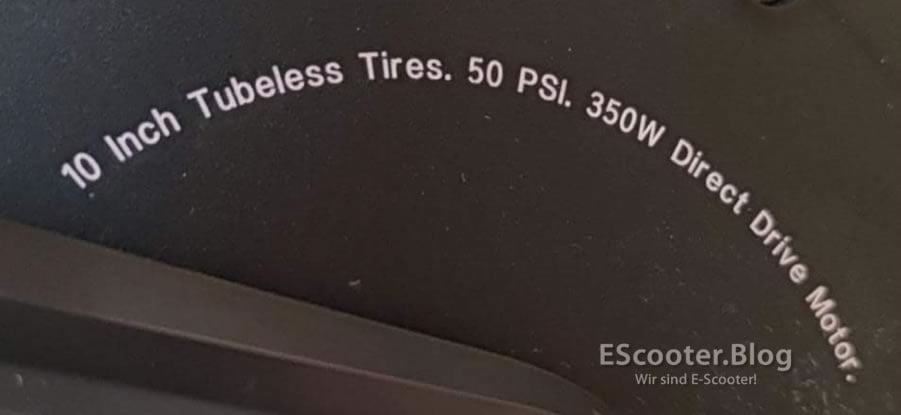 10 Inch Tubeless Tires. 50 PSI. 350W Direct Drive Motor.
EScooter.Blog
Wir sind E-Scooter!